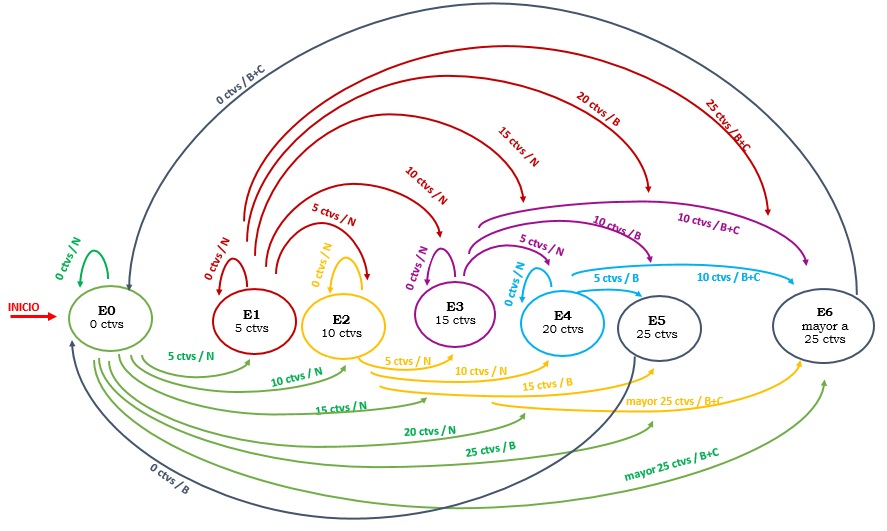 0 ctvs / B+C
25 ctvs / B+C
20 ctvs / B
15 ctvs / N
10 ctvs / N
5 ctvs / N
10 ctvs / B+C
10 ctvs / B
5 ctvs / N
0 ctvs / N
0 ctvs / N
0 ctvs / N
0 ctvs / N
0 ctvs / N
5 ctvs / B
10 ctvs / B+C
INICIO
E0
0 ctvs
E1
5 ctvs
E2
10 ctvs
E3
15 ctvs
E4
20 ctvs
E5
25 ctvs
E6
mayor a
25 ctvs
5 ctvs / N
10 ctvs / N
15 ctvs / N
20 ctvs / N
25 ctvs / B
mayor 25 ctvs / B+C
5 ctvs / N
10 ctvs / N
15 ctvs / B
mayor 25 ctvs / B+C
0 ctvs / B